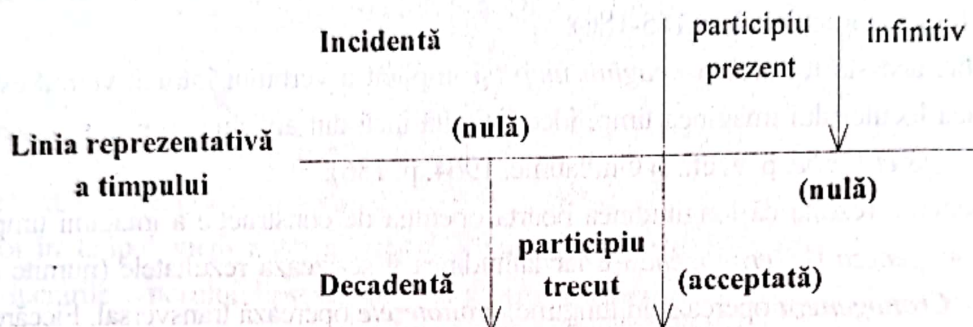 Incidentă
participiu
prezent
infinitiv
(nulă)
Linia reprezentativă
a timpului
(nulă)
participiu
trecut
Decadentă
(acceptată)